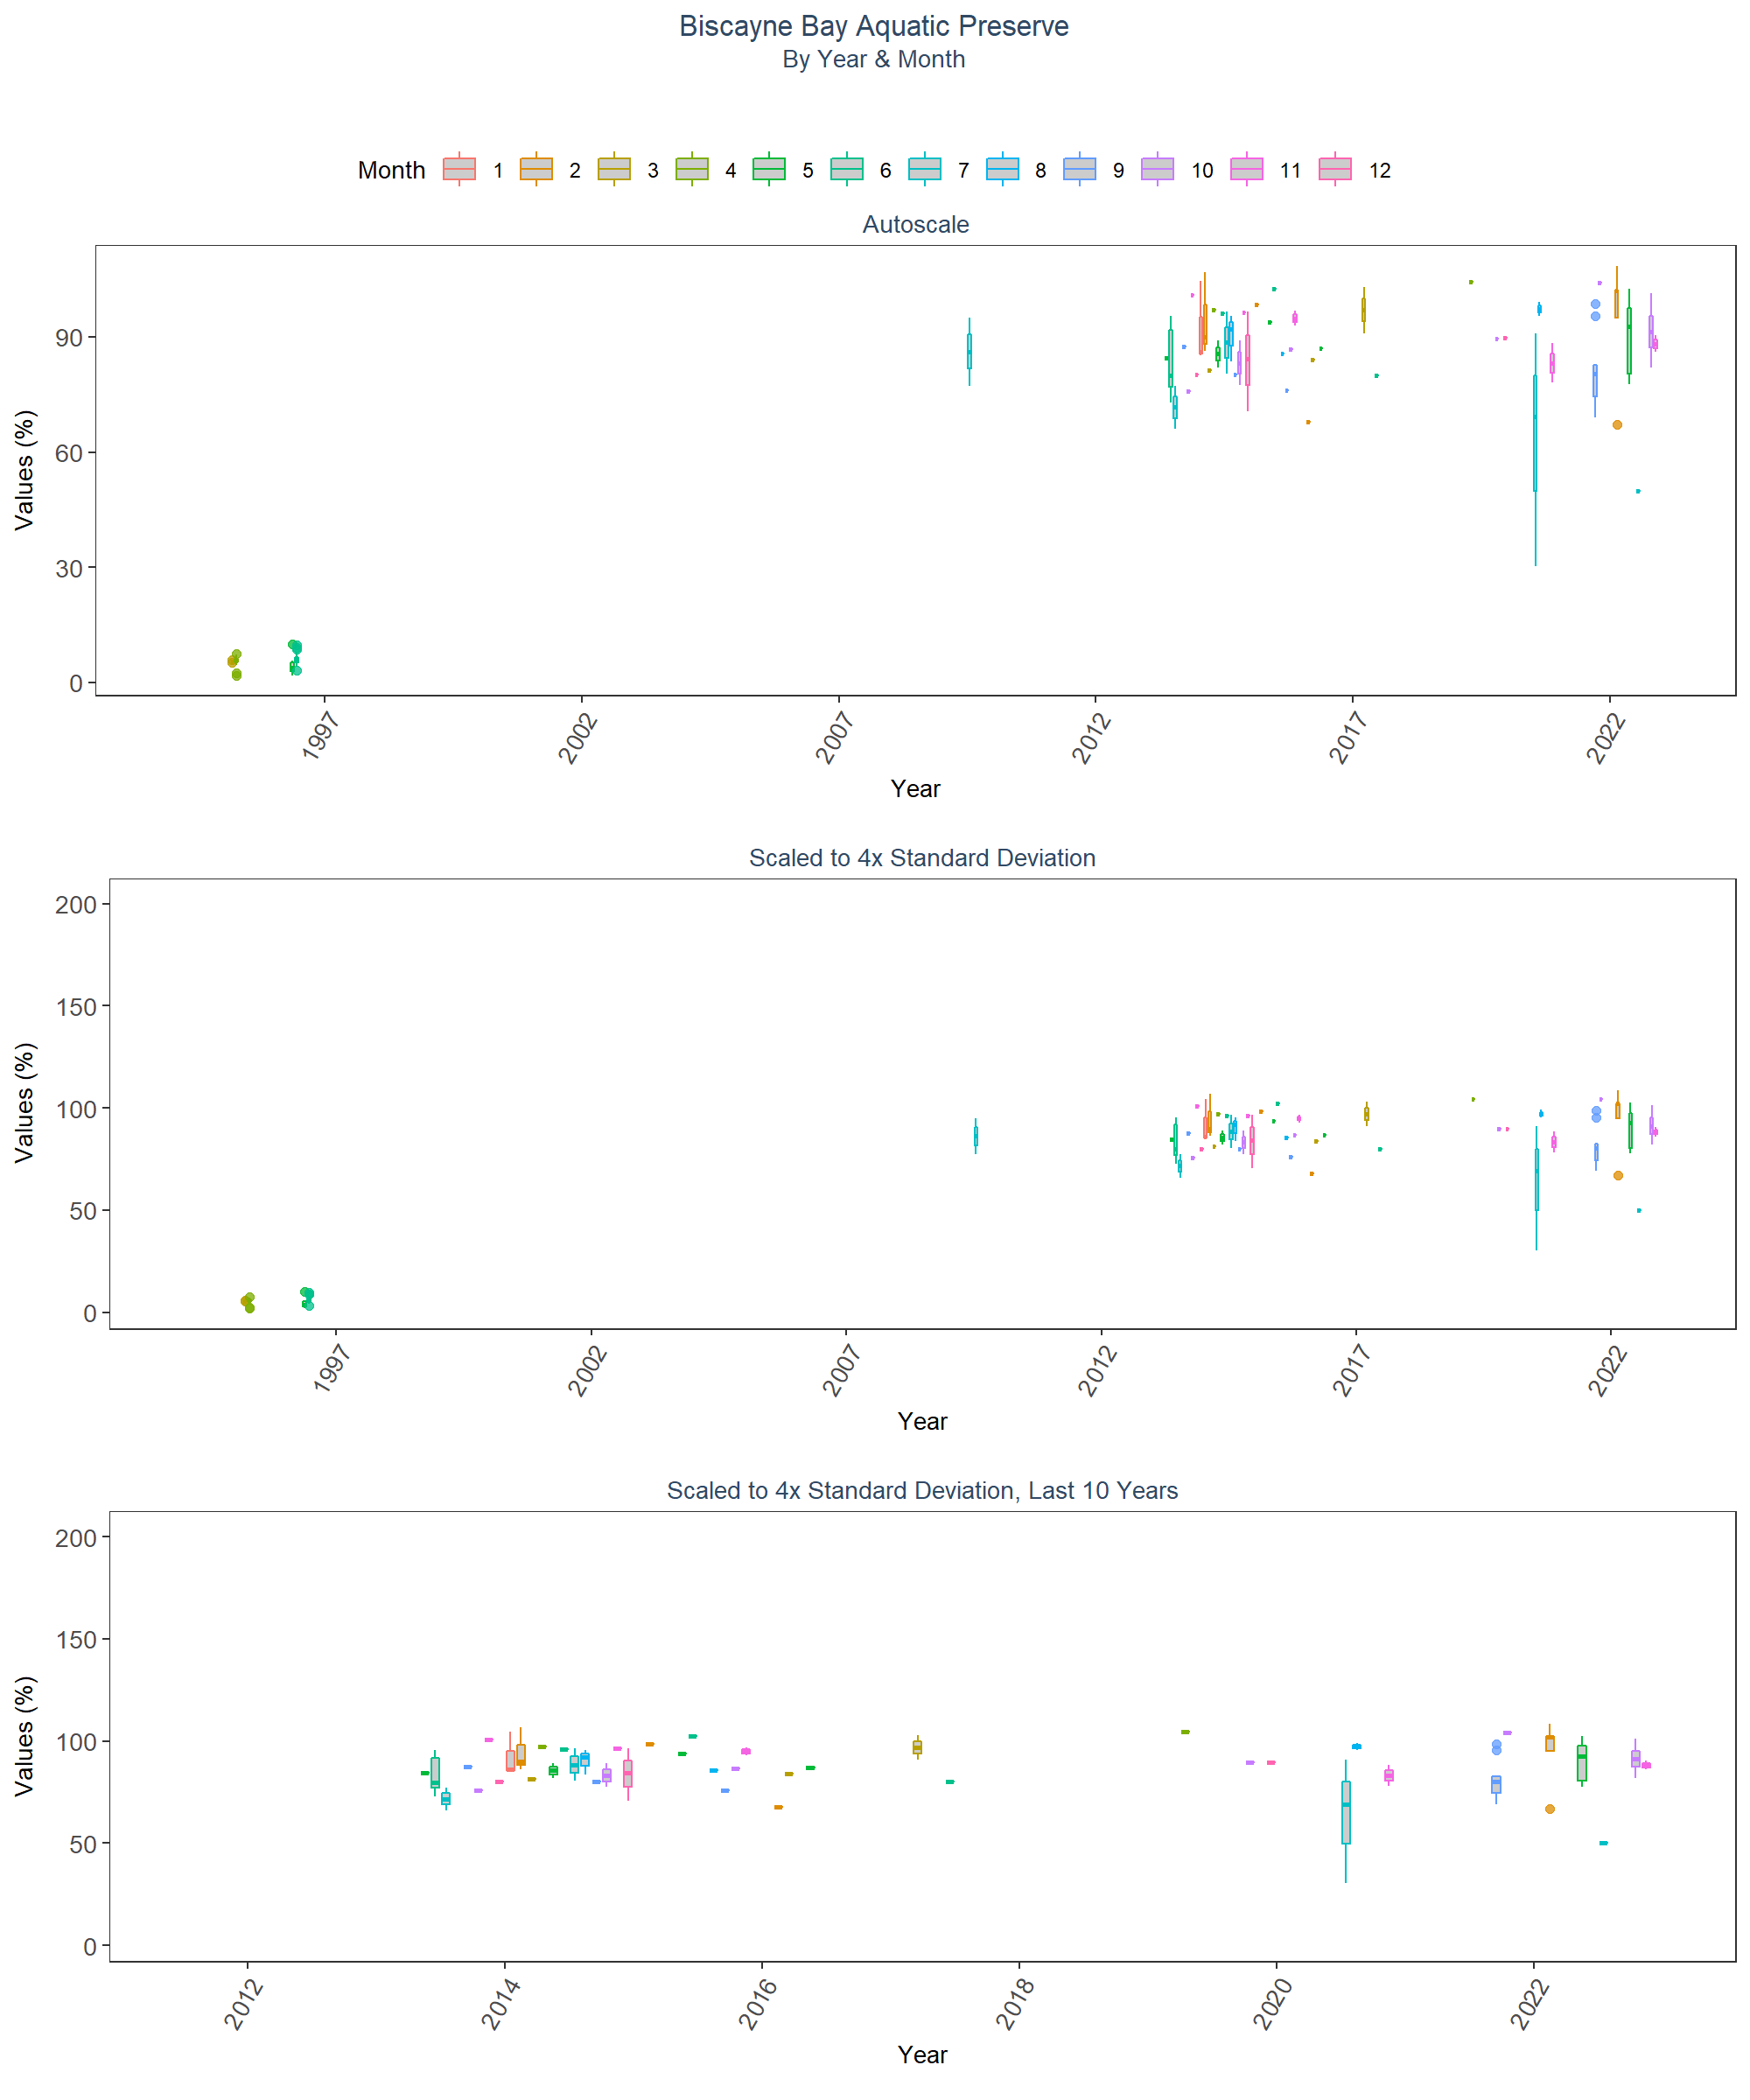 Biscayne Bay Aquatic Preserve
By Year & Month
Month 1 2 3 4 5 6 7 8 9 10 11 12
Autoscale
90
60
30
0
Values (%)
1997 2002 2007 2012 2017 2022
Year
Scaled to 4x Standard Deviation
200
150
100
50
0
Values (%)
1997 2002 2007 2012 2017 2022
Year
Scaled to 4x Standard Deviation, Last 10 Years
200
150
100
50
0
Values (%)
2012 2014 2016 2018 2020 2022
Year